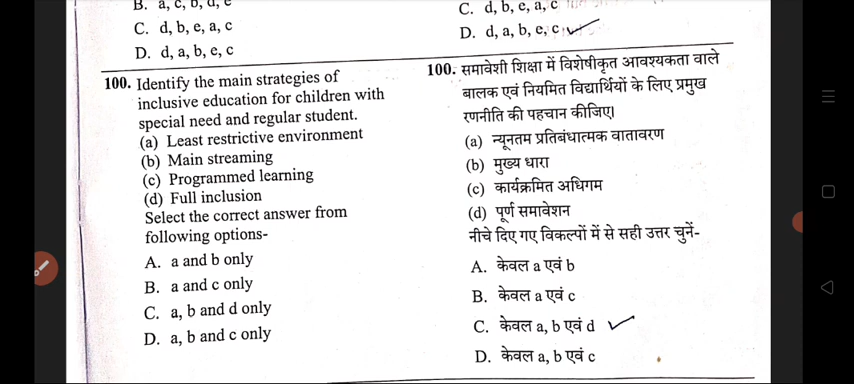 B. a, c, b, d, e
C. d, b, e, a, c
D. d, a, b, e, c
100. Identify the main strategies of
inclusive education for children with
special need and regular student.
(a) Least restrictive environment
(b) Main streaming
(c) Programmed learning
(d) Full inclusion
Select the correct answer from
following options-
A. a and b only
B. a and c only
C. a, b and d only
D. a, b and c only
C. d, b, e, a, c
D. d, a, b, e, c
100. समावेशी शिक्षा में विशेषीकृत आवश्यकता वाले
बालक एवं नियमित विद्यार्थियों के लिए प्रमुख
रणनीति की पहचान कीजिए।
(a) न्यूनतम प्रतिबंधात्मक वातावरण
(b) मुख्य धारा
(c) कार्यक्रमित अधिगम
(d) पूर्ण समावेशन
नीचे दिए गए विकल्पों में से सही उत्तर चुनें-
A. केवल a एवं b
B. केवल a एवं c
C. केवल a, b एवं d
D. केवल a, b एवं c